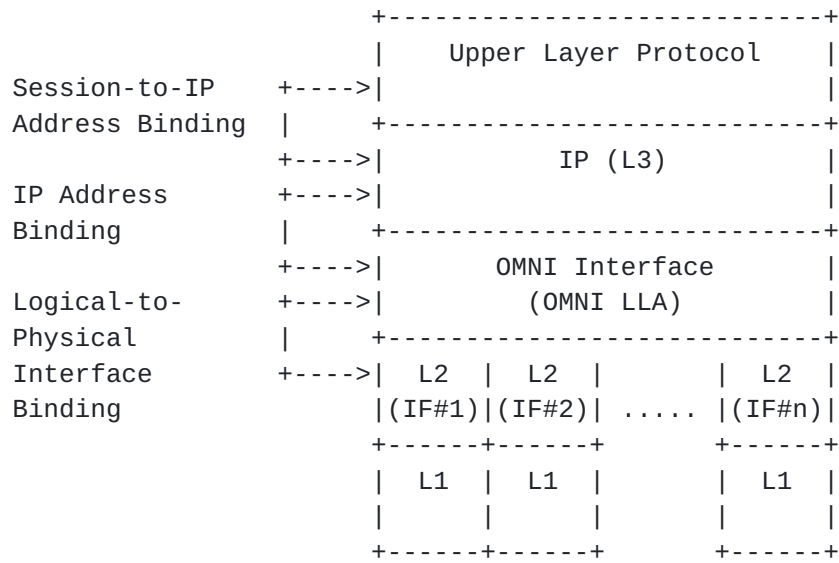 +----------------------------+
                     |    Upper Layer Protocol    |
Session-to-IP  +---->|                            |
Address Binding  |     +----------------------------+
               +---->|           IP (L3)          |
IP Address     +---->|                            |
Binding        |     +----------------------------+
               +---->|       OMNI Interface       |
Logical-to-    +---->|         (OMNI LLA)         |
Physical       |     +----------------------------+
Interface      +---->|  L2  |  L2  |       |  L2  |
Binding              |(IF#1)|(IF#2)| ..... |(IF#n)|
                     +------+------+       +------+
                     |  L1  |  L1  |       |  L1  |
                     |      |      |       |      |
                     +------+------+       +------+